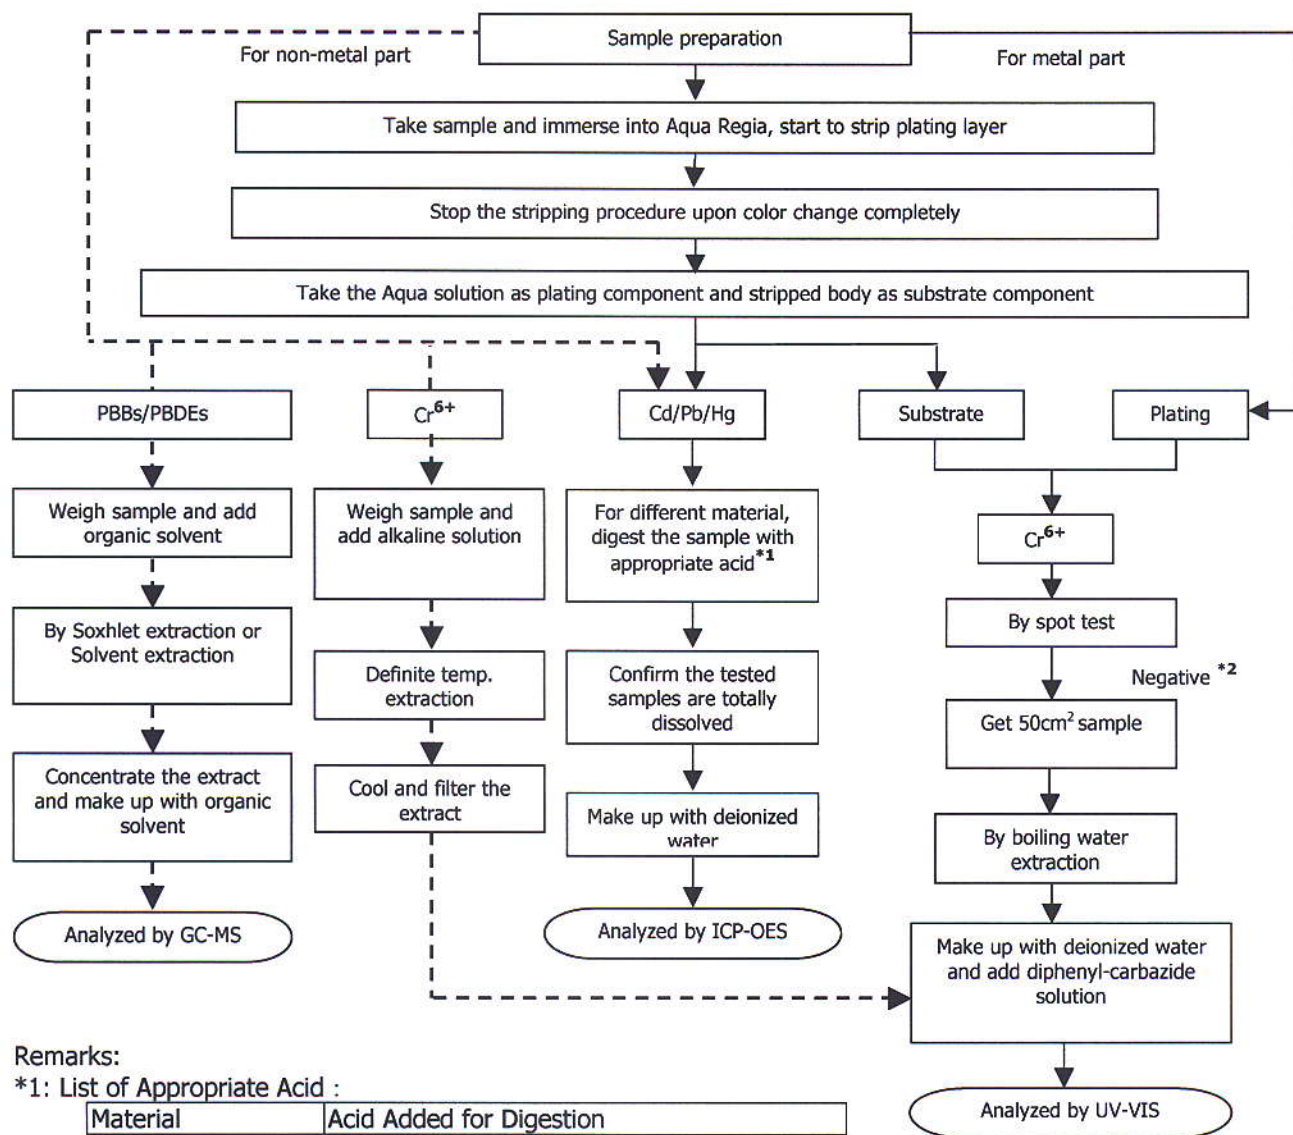 Sample preparation
For non-metal part
For metal part
Take sample and immerse into Aqua Regia, start to strip plating layer
Stop the stripping procedure upon color change completely
Take the Aqua solution as plating component and stripped body as substrate component
PBBs/PBDEs
Cr6+
Cd/Pb/Hg
Substrate
Plating
Weigh sample and add
organic solvent
By Soxhlet extraction or
Solvent extraction
Concentrate the extract
and make up with organic
solvent
Analyzed by GC-MS
Weigh sample and
add alkaline solution
Definite temp.
extraction
Cool and filter the
extract
For different material,
digest the sample with
appropriate acid*1
Confirm the tested
samples are totally
dissolved
Make up with deionized
water
Analyzed by ICP-OES
Cr6+
By spot test
Negative *2
Get 50cm2 sample
By boiling water
extraction
Make up with deionized water
and add diphenyl-carbazide
solution
Analyzed by UV-VIS
Remarks:
*1: List of Appropriate Acid :
Material Acid Added for Digestion